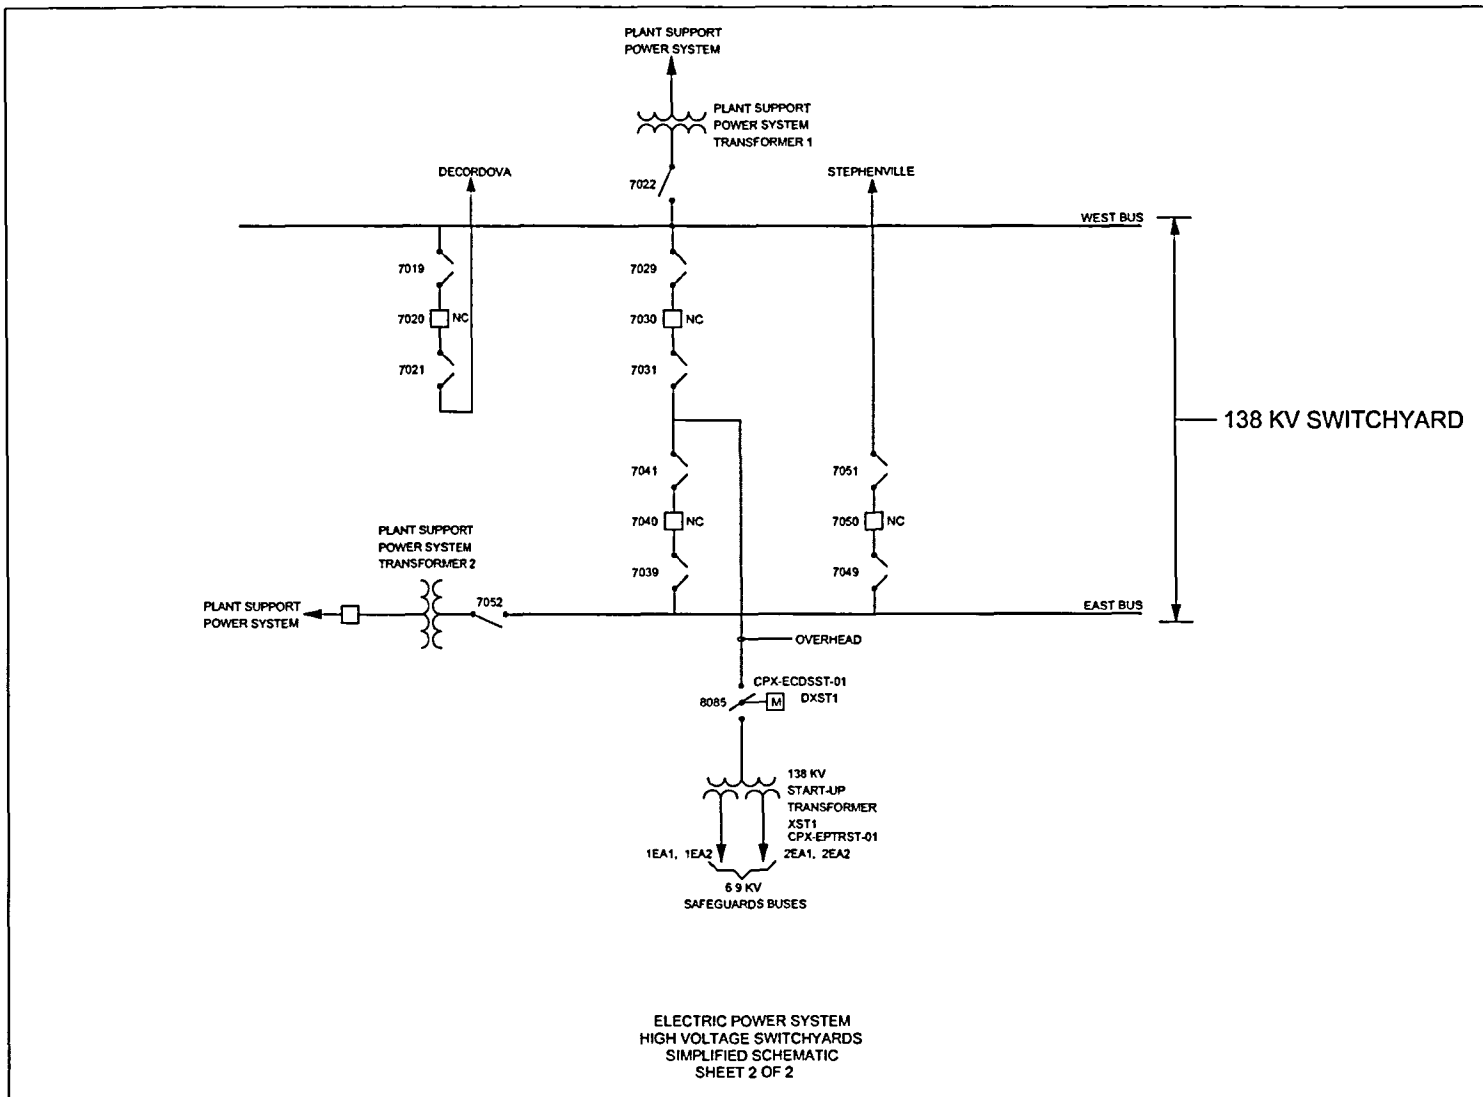 PLANT SUPPORT
POWER SYSTEM
PLANT SUPPORT
POWER SYSTEM
TRANSFORMER 1
DECORDOVA
7022
STEPHENVILLE
WEST BUS
7019
7029
7020
NC
7030
NC
7021
7031
138 KV SWITCHYARD
7041
7051
7040
NC
7050
NC
PLANT SUPPORT
POWER SYSTEM
TRANSFORMER 2
7039
7049
7052
PLANT SUPPORT
POWER SYSTEM
EAST BUS
OVERHEAD
CPX-ECDSST-01
DXST1
8085
M
138 KV
START-UP
TRANSFORMER
XST1
CPX-EPTRST-01
1EA1, 1EA2
2EA1, 2EA2
6 9 KV
SAFEGUARDS BUSES
ELECTRIC POWER SYSTEM
HIGH VOLTAGE SWITCHYARDS
SIMPLIFIED SCHEMATIC
SHEET 2 OF 2